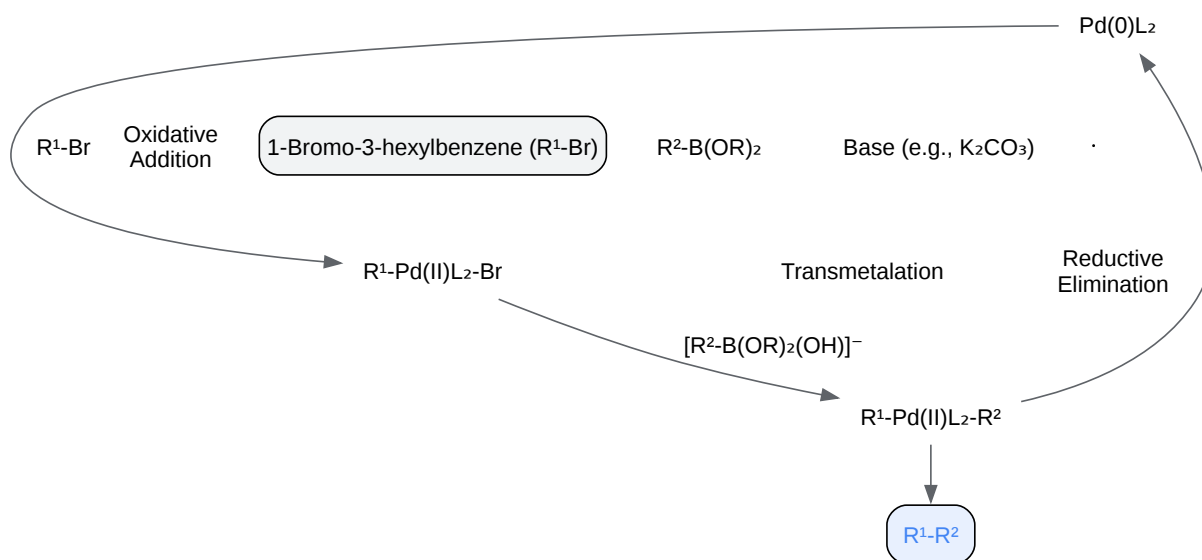 Pd(0)L₂
R¹-Br
Oxidative
Addition
1-Bromo-3-hexylbenzene (R¹-Br)
R²-B(OR)₂
Base (e.g., K₂CO₃)
.
R¹-Pd(II)L₂-Br
Transmetalation
Reductive
Elimination
[R²-B(OR)₂(OH)]⁻
R¹-Pd(II)L₂-R²
R¹-R²